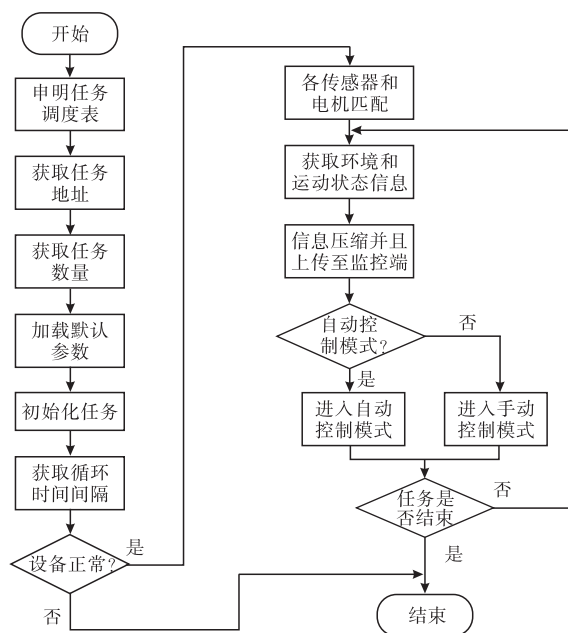 开始
申明任务
调度表
获取任务
地址
获取任务
数量
加载默认
参数
初始化任务
获取循环
时间间隔
设备正常?
是
否
各传感器和
电机匹配
获取环境和
运动状态信息
信息压缩并且
上传至监控端
自动控
制模式?
否
是
进入自动
控制模式
进入手动
控制模式
任务是
否结束
否
是
结束